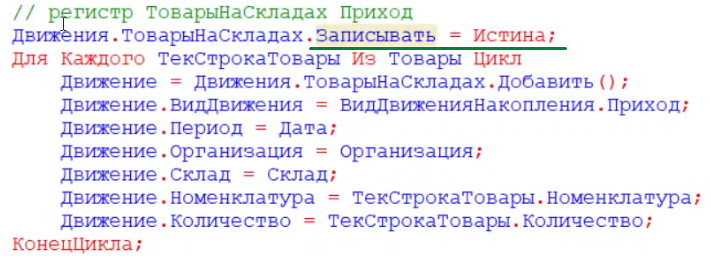 // регистр ТоварыНаСкладах Приход
Движения.ТоварыНаСкладах.Записывать = Истина;
Для Каждого ТекСтрокаТовары Из Товары Цикл
    Движение = Движения.ТоварыНаСкладах.Добавить();
    Движение.ВидДвижения = ВидДвиженияНакопления.Приход;
    Движение.Период = Дата;
    Движение.Организация = Организация;
    Движение.Склад = Склад;
    Движение.Номенклатура = ТекСтрокаТовары.Номенклатура;
    Движение.Количество = ТекСтрокаТовары.Количество;
КонецЦикла;